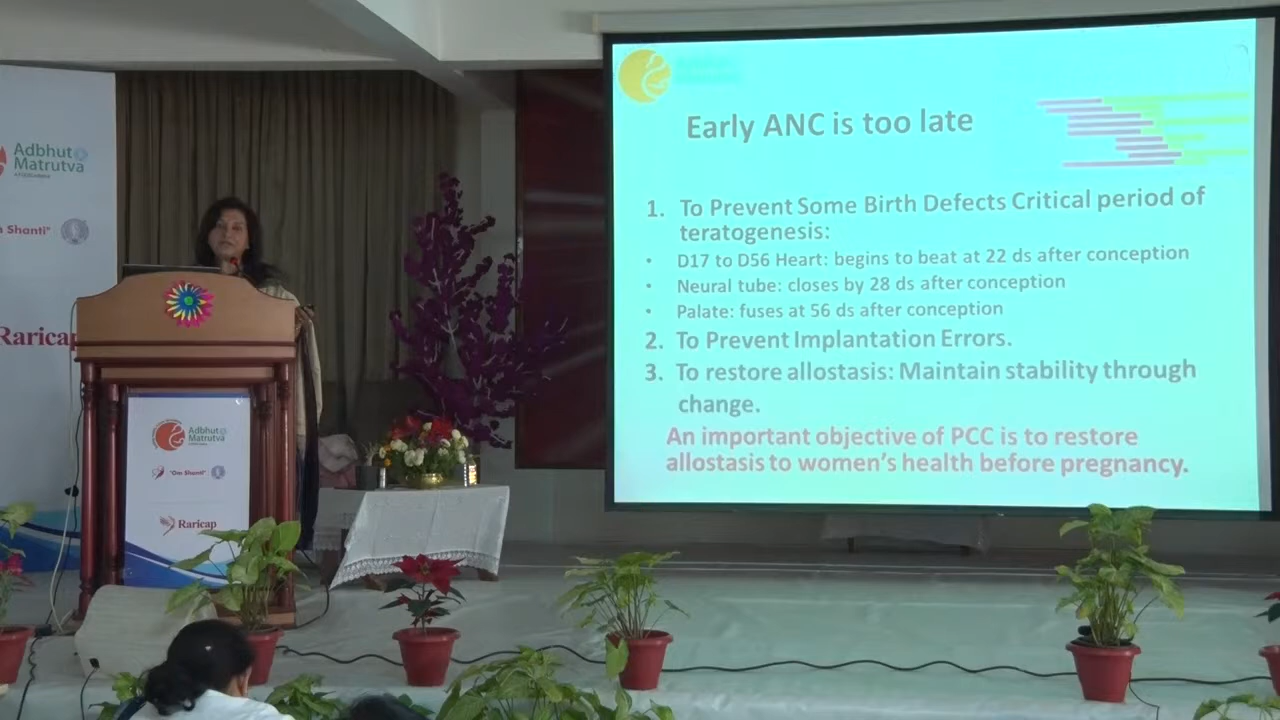 Adbhut
Matrutva
Shanti"
Raricap
Adbhut
Matrutva
"Om Shanti"
Raricap
Early ANC is too late
1. To Prevent Some Birth Defects Critical period of
teratogenesis:
• D17 to D56 Heart: begins to beat at 22 ds after conception
• Neural tube: closes by 28 ds after conception
• Palate: fuses at 56 ds after conception
2. To Prevent Implantation Errors.
3. To restore allostasis: Maintain stability through
change.
An important objective of PCC is to restore
allostasis to women's health before pregnancy.